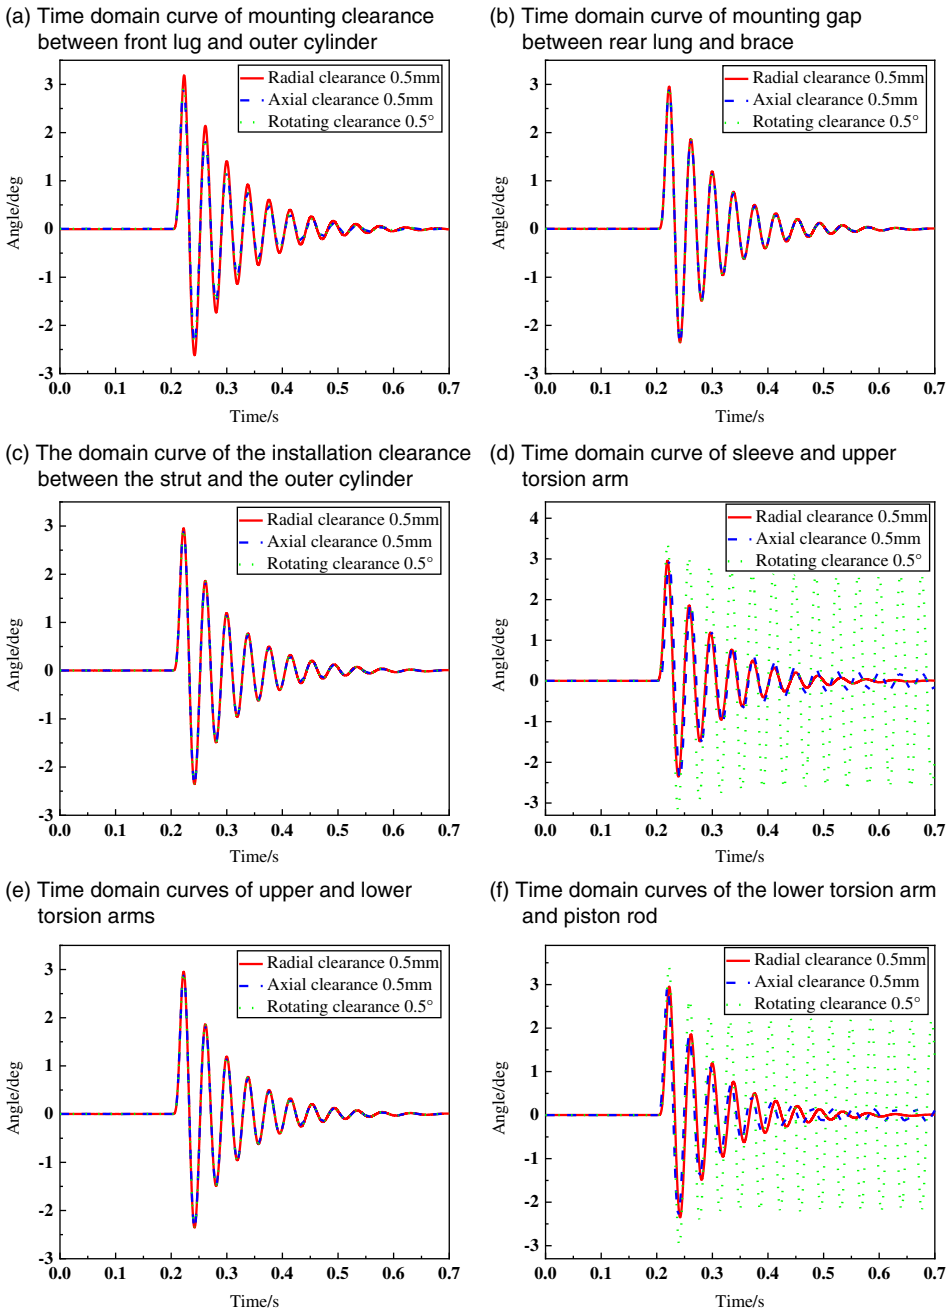 (a) Time domain curve of mounting clearance
between front lug and outer cylinder
Radial clearance 0.5mm
Axial clearance 0.5mm
Rotating clearance 0.5°
Angle/deg
3
2
1
0
-1
-2
-3
0.0 0.1 0.2 0.3 0.4 0.5 0.6 0.7
Time/s
(b) Time domain curve of mounting gap
between rear lung and brace
Radial clearance 0.5mm
Axial clearance 0.5mm
Rotating clearance 0.5°
Angle/deg
3
2
1
0
-1
-2
-3
0.0 0.1 0.2 0.3 0.4 0.5 0.6 0.7
Time/s
(c) The domain curve of the installation clearance
between the strut and the outer cylinder
Radial clearance 0.5mm
Axial clearance 0.5mm
Rotating clearance 0.5°
Angle/deg
3
2
1
0
-1
-2
-3
0.0 0.1 0.2 0.3 0.4 0.5 0.6 0.7
Time/s
(d) Time domain curve of sleeve and upper
torsion arm
Radial clearance 0.5mm
Axial clearance 0.5mm
Rotating clearance 0.5°
Angle/deg
4
3
2
1
0
-1
-2
-3
0.0 0.1 0.2 0.3 0.4 0.5 0.6 0.7
Time/s
(e) Time domain curves of upper and lower
torsion arms
Radial clearance 0.5mm
Axial clearance 0.5mm
Rotating clearance 0.5°
Angle/deg
3
2
1
0
-1
-2
-3
0.0 0.1 0.2 0.3 0.4 0.5 0.6 0.7
Time/s
(f) Time domain curves of the lower torsion arm
and piston rod
Radial clearance 0.5mm
Axial clearance 0.5mm
Rotating clearance 0.5°
Angle/deg
3
2
1
0
-1
-2
-3
0.0 0.1 0.2 0.3 0.4 0.5 0.6 0.7
Time/s